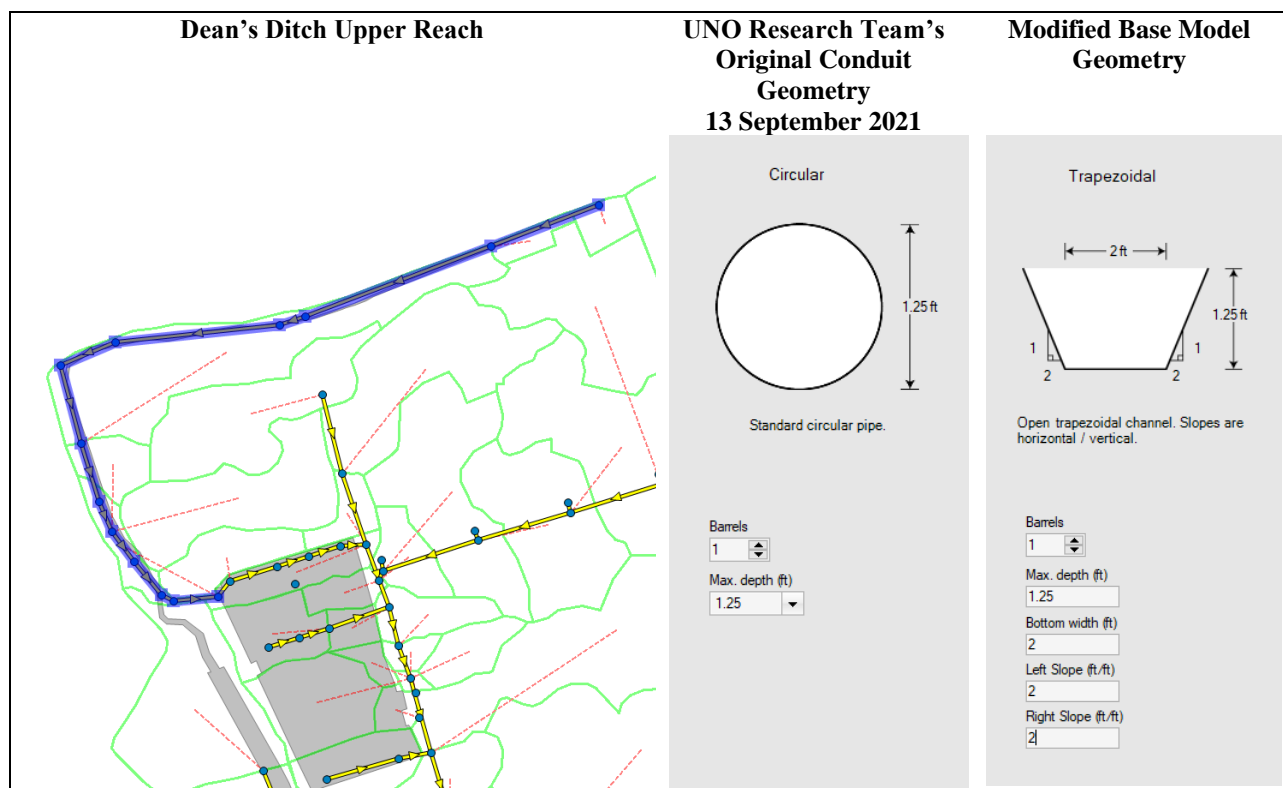 Dean's Ditch Upper Reach
UNO Research Team's
Original Conduit
Geometry
13 September 2021
Modified Base Model
Geometry
Circular
1.25 ft
Standard circular pipe.
Barrels
1
Max. depth (ft)
1.25
Trapezoidal
2 ft
1.25 ft
1
2
1
2
Open trapezoidal channel. Slopes are
horizontal / vertical.
Barrels
1
Max. depth (ft)
1.25
Bottom width (ft)
2
Left Slope (ft/ft)
2
Right Slope (ft/ft)
2